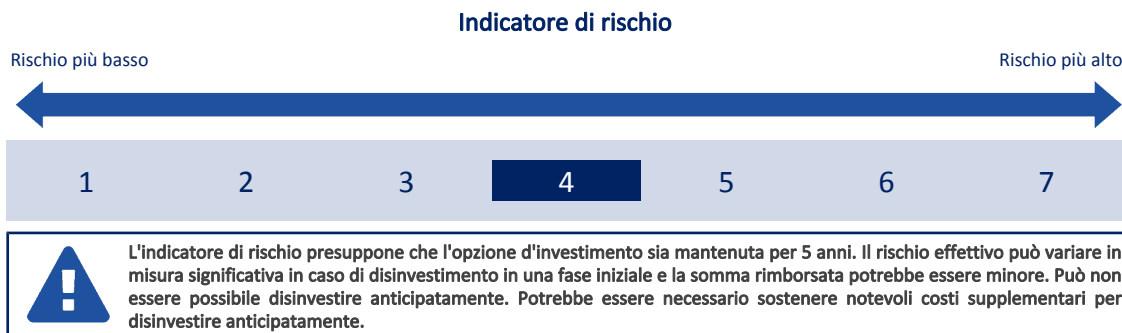 Indicatore di rischio
Rischio più basso
Rischio più alto
1 2 3 4 5 6 7
L'indicatore di rischio presuppone che l'opzione d'investimento sia mantenuta per 5 anni. Il rischio effettivo può variare in
misura significativa in caso di disinvestimento in una fase iniziale e la somma rimborsata potrebbe essere minore. Può non
essere possibile disinvestire anticipatamente. Potrebbe essere necessario sostenere notevoli costi supplementari per
disinvestire anticipatamente.